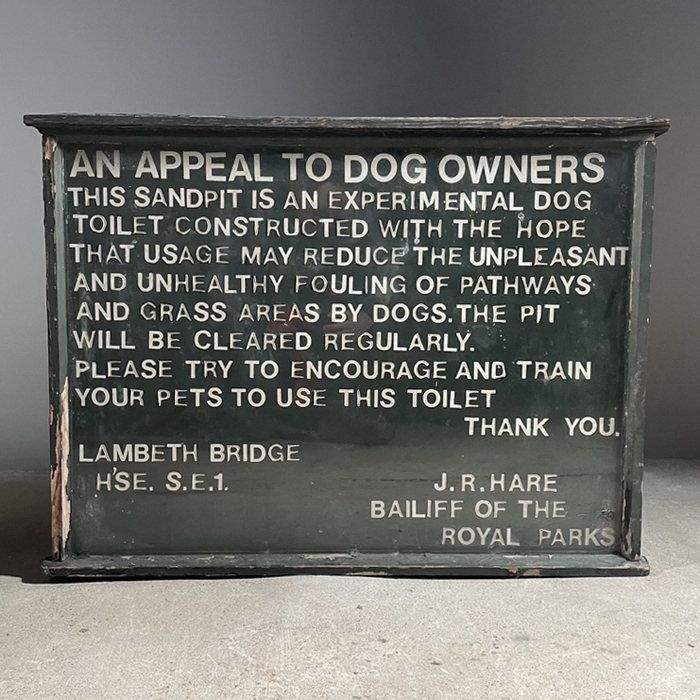 AN APPEAL TO DOG OWNERS
THIS SANDPIT IS AN EXPERIMENTAL DOG
TOILET CONSTRUCTED WITH THE HOPE
THAT USAGE MAY REDUCE THE UNPLEASANT
AND UNHEALTHY FOULING OF PATHWAYS
AND GRASS AREAS BY DOGS. THE PIT
WILL BE CLEARED REGULARLY.
PLEASE TRY TO ENCOURAGE AND TRAIN
YOUR PETS TO USE THIS TOILET
THANK YOU.
LAMBETH BRIDGE
H'SE. S.E.1.
J.R.HARE
BAILIFF OF THE
ROYAL PARKS